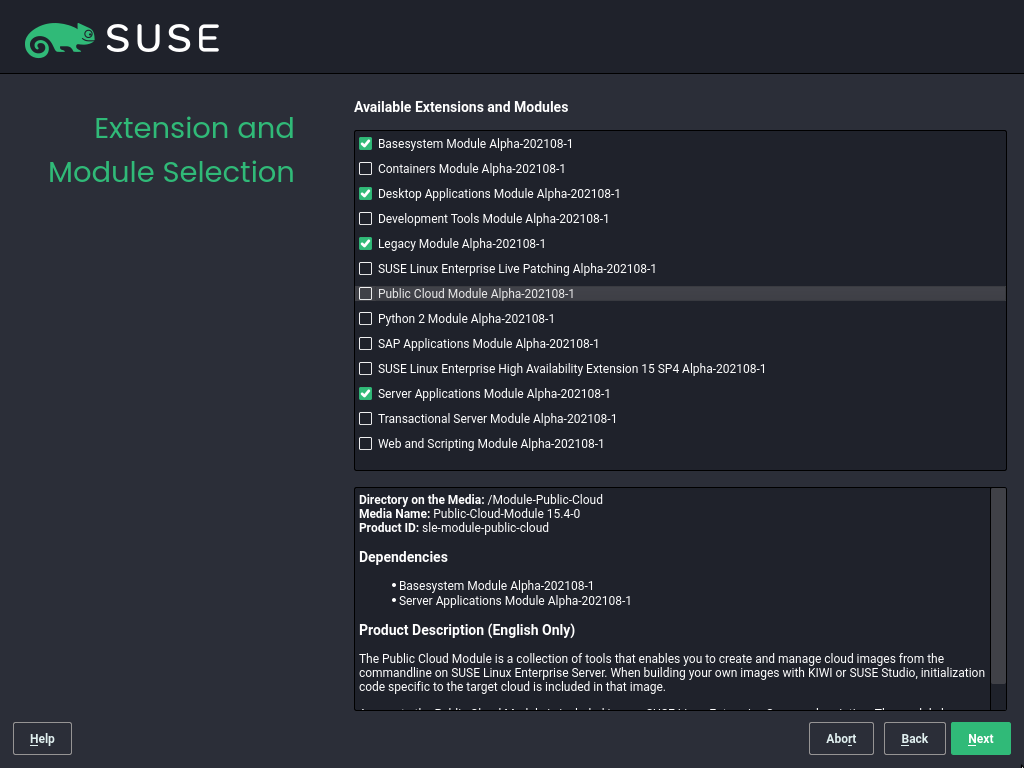 SUSE
Extension and
Module Selection
Available Extensions and Modules
Basesystem Module Alpha-202108-1
Containers Module Alpha-202108-1
Desktop Applications Module Alpha-202108-1
Development Tools Module Alpha-202108-1
Legacy Module Alpha-202108-1
SUSE Linux Enterprise Live Patching Alpha-202108-1
Public Cloud Module Alpha-202108-1
Python 2 Module Alpha-202108-1
SAP Applications Module Alpha-202108-1
SUSE Linux Enterprise High Availability Extension 15 SP4 Alpha-202108-1
Server Applications Module Alpha-202108-1
Transactional Server Module Alpha-202108-1
Web and Scripting Module Alpha-202108-1
Directory on the Media: /Module-Public-Cloud
Media Name: Public-Cloud-Module 15.4-0
Product ID: sle-module-public-cloud
Dependencies
• Basesystem Module Alpha-202108-1
• Server Applications Module Alpha-202108-1
Product Description (English Only)
The Public Cloud Module is a collection of tools that enables you to create and manage cloud images from the
commandline on SUSE Linux Enterprise Server. When building your own images with KIWI or SUSE Studio, initialization
code specific to the target cloud is included in that image.
Help
Abort
Back
Next